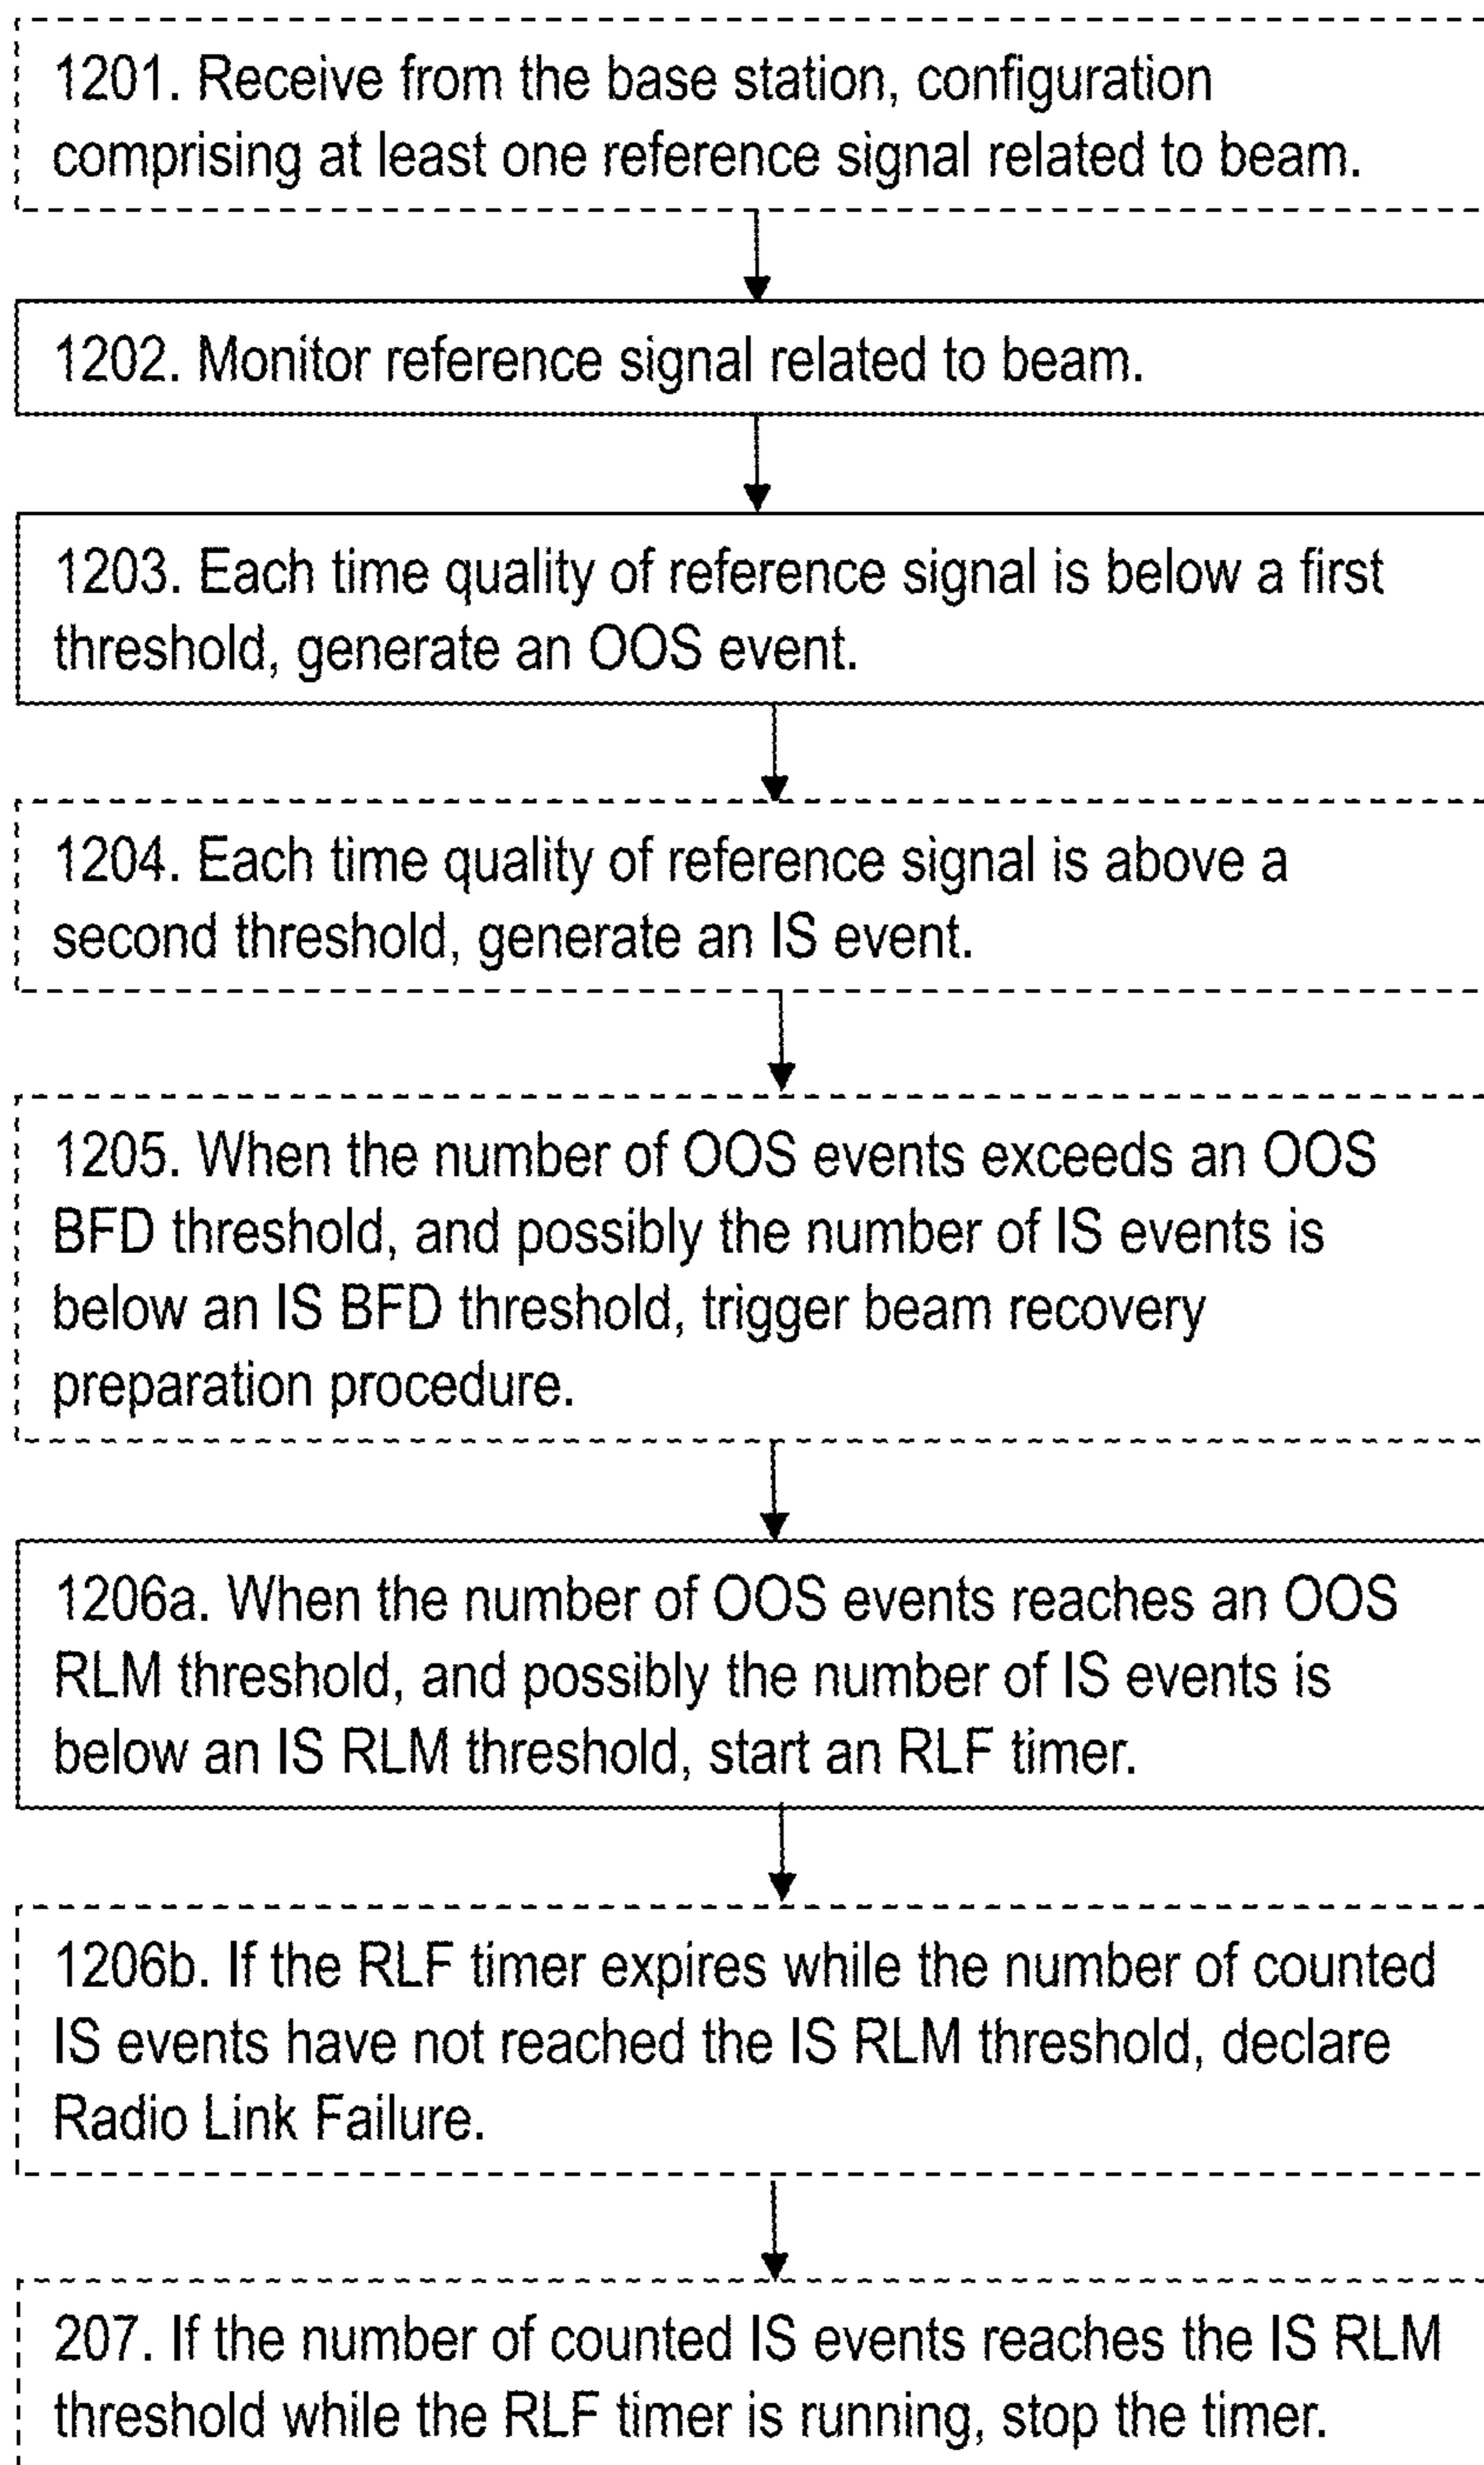 1201. Receive from the base station, configuration
comprising at least one reference signal related to beam.
1202. Monitor reference signal related to beam.
1203. Each time quality of reference signal is below a first
threshold, generate an OOS event.
1204. Each time quality of reference signal is above a
second threshold, generate an IS event.
1205. When the number of OOS events exceeds an OOS
BFD threshold, and possibly the number of IS events is
below an IS BFD threshold, trigger beam recovery
preparation procedure.
1206a. When the number of OOS events reaches an OOS
RLM threshold, and possibly the number of IS events is
below an IS RLM threshold, start an RLF timer.
1206b. If the RLF timer expires while the number of counted
IS events have not reached the IS RLM threshold, declare
Radio Link Failure.
207. If the number of counted IS events reaches the IS RLM
threshold while the RLF timer is running, stop the timer.